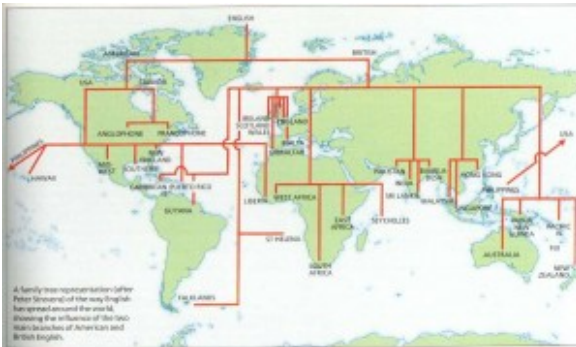 ENGLISH
AMERICAN
BRITISH
USA
CANADA
ANGLOPHONE
FRANCOPHONE
IRELAND
SCOTLAND
WALES
ENGLAND
MALTA
GIBRALTAR
USA
PHILIPPINES
HAWAII
MID-
WEST
NEW
ENGLAND
SOUTHERN
CARIBBEAN
PUERTO RICO
GUYANA
LIBERIA
WEST AFRICA
EAST
AFRICA
SEYCHELLES
SOUTH
AFRICA
ST HELENA
FALKLANDS
PAKISTAN
INDIA
BANGLA
DESH
SRI LANKA
HONG KONG
MALAYSIA
SINGAPORE
PHILIPPINES
PAPUA
NEW
GUINEA
PACIFIC
IS
FIJI
AUSTRALIA
NEW
ZEALAND
A family tree representation (after
Peter Strevens) of the way English
has spread around the world,
showing the influence of the two
main branches of American and
British English.